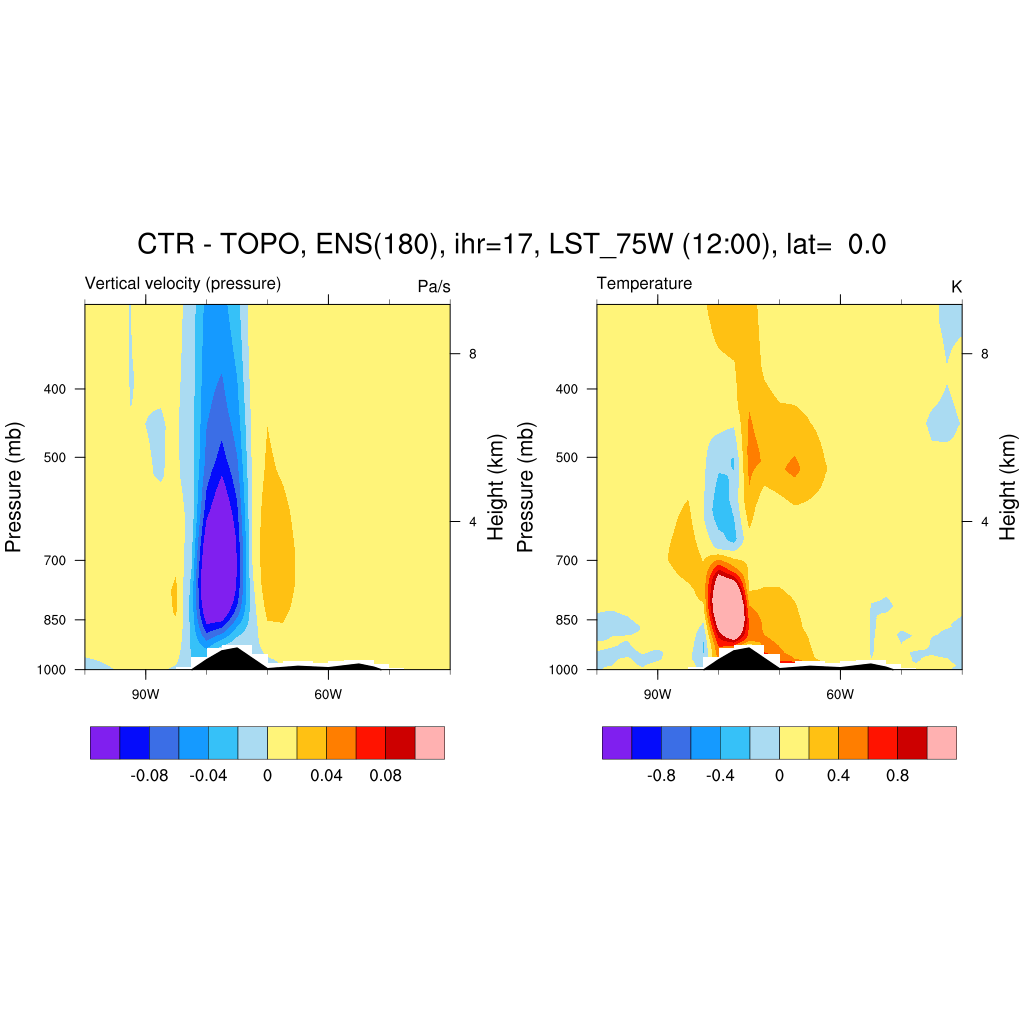 CTR - TOPO, ENS(180), ihr=17, LST_75W (12:00), lat=  0.0
Vertical velocity (pressure)
Pa/s
Pressure (mb)
400
500
700
850
1000
90W
60W
8
4
Height (km)
-0.08
-0.04
0
0.04
0.08
Temperature
K
Pressure (mb)
400
500
700
850
1000
90W
60W
8
4
Height (km)
-0.8
-0.4
0
0.4
0.8